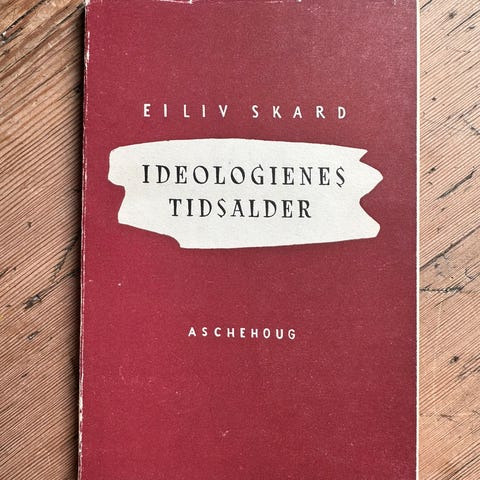 EILIV SKARD
IDEOLOGIENES
TIDSALDER
ASCHEHOUG